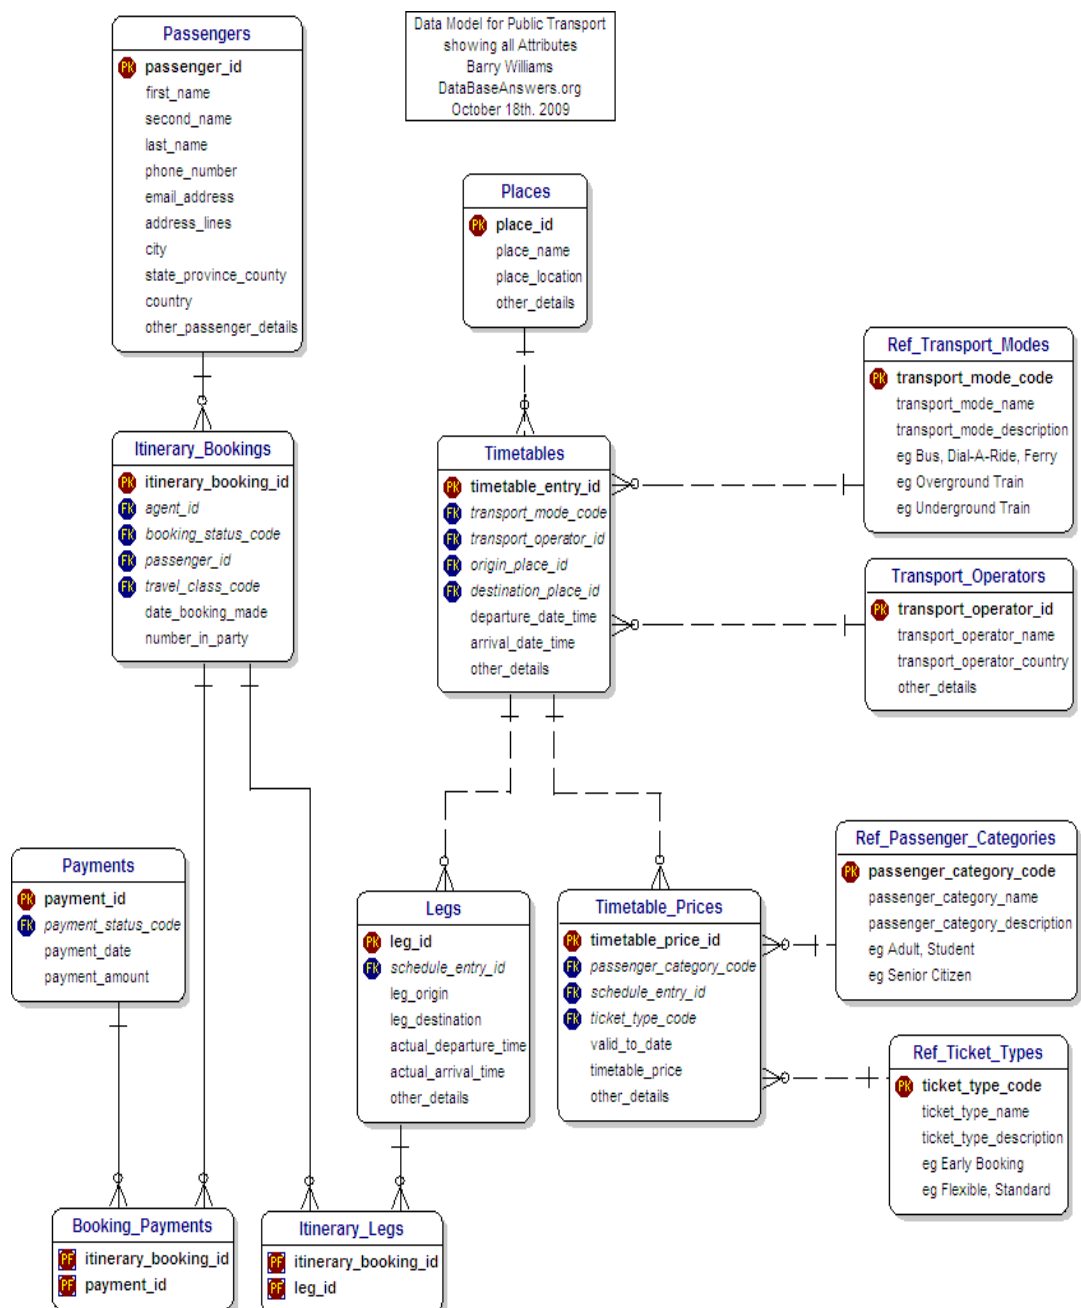 Data Model for Public Transport
showing all Attributes
Barry Williams
DataBaseAnswers.org
October 18th. 2009
Passengers
PK passenger_id
first_name
second_name
last_name
phone_number
email_address
address_lines
city
state_province_county
country
other_passenger_details
Places
PK place_id
place_name
place_location
other_details
Ref_Transport_Modes
PK transport_mode_code
transport_mode_name
transport_mode_description
eg Bus, Dial-A-Ride, Ferry
eg Overground Train
eg Underground Train
Itinerary_Bookings
PK itinerary_booking_id
FK agent_id
FK booking_status_code
FK passenger_id
FK travel_class_code
date_booking_made
number_in_party
Timetables
PK timetable_entry_id
FK transport_mode_code
FK transport_operator_id
FK origin_place_id
FK destination_place_id
departure_date_time
arrival_date_time
other_details
Transport_Operators
PK transport_operator_id
transport_operator_name
transport_operator_country
other_details
Payments
PK payment_id
FK payment_status_code
payment_date
payment_amount
Legs
PK leg_id
FK schedule_entry_id
leg_origin
leg_destination
actual_departure_time
actual_arrival_time
other_details
Timetable_Prices
PK timetable_price_id
FK passenger_category_code
FK schedule_entry_id
FK ticket_type_code
valid_to_date
timetable_price
other_details
Ref_Passenger_Categories
PK passenger_category_code
passenger_category_name
passenger_category_description
eg Adult, Student
eg Senior Citizen
Ref_Ticket_Types
PK ticket_type_code
ticket_type_name
ticket_type_description
eg Early Booking
eg Flexible, Standard
Booking_Payments
PF itinerary_booking_id
PF payment_id
Itinerary_Legs
PF itinerary_booking_id
PF leg_id